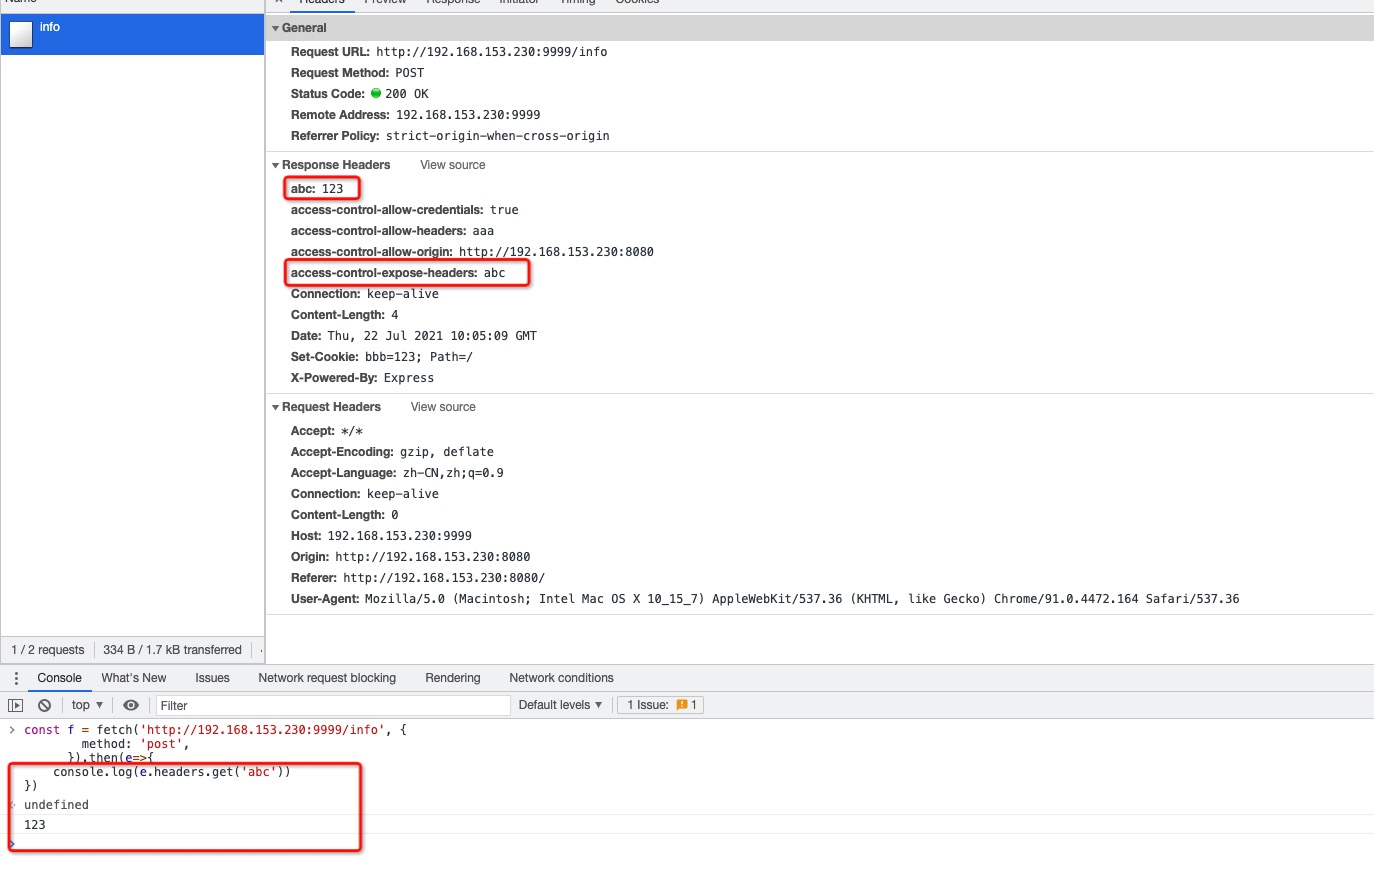 Name
Headers Preview Response Initiator Timing Cookies
info
General
Request URL: http://192.168.153.230:9999/info
Request Method: POST
Status Code: 200 OK
Remote Address: 192.168.153.230:9999
Referrer Policy: strict-origin-when-cross-origin
Response Headers View source
abc: 123
access-control-allow-credentials: true
access-control-allow-headers: aaa
access-control-allow-origin: http://192.168.153.230:8080
access-control-expose-headers: abc
Connection: keep-alive
Content-Length: 4
Date: Thu, 22 Jul 2021 10:05:09 GMT
Set-Cookie: bbb=123; Path=/
X-Powered-By: Express
Request Headers View source
Accept: */*
Accept-Encoding: gzip, deflate
Accept-Language: zh-CN,zh;q=0.9
Connection: keep-alive
Content-Length: 0
Host: 192.168.153.230:9999
Origin: http://192.168.153.230:8080
Referer: http://192.168.153.230:8080/
User-Agent: Mozilla/5.0 (Macintosh; Intel Mac OS X 10_15_7) AppleWebKit/537.36 (KHTML, like Gecko) Chrome/91.0.4472.164 Safari/537.36
1 / 2 requests 334 B / 1.7 kB transferred
Console What's New Issues Network request blocking Rendering Network conditions
top ▼ Filter Default levels ▼ 1 Issue: 1
> const f = fetch('http://192.168.153.230:9999/info', {
method: 'post',
}).then(e=>{
console.log(e.headers.get('abc'))
})
undefined
123